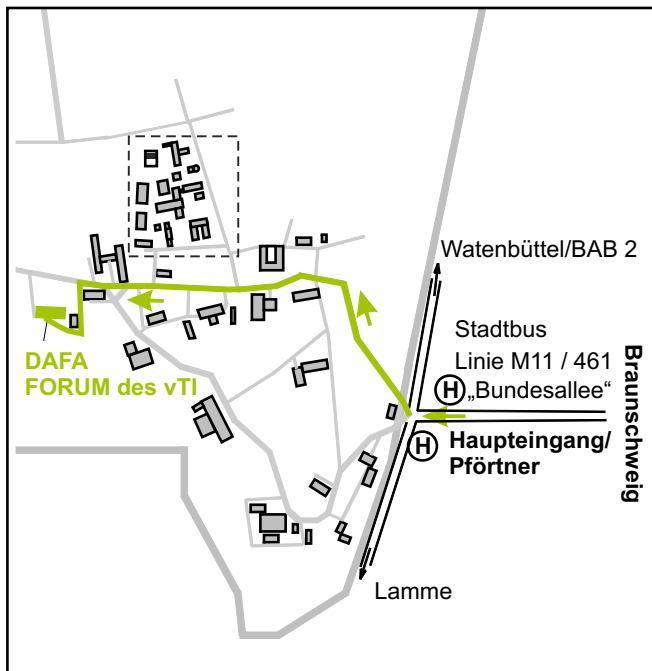 Watenbüttel/BAB 2
Stadtbus
Linie M11 / 461
H „Bundesallee“
Braunschweig
H Haupteingang/
Pförtner
DAFA
FORUM des vTI
Lamme